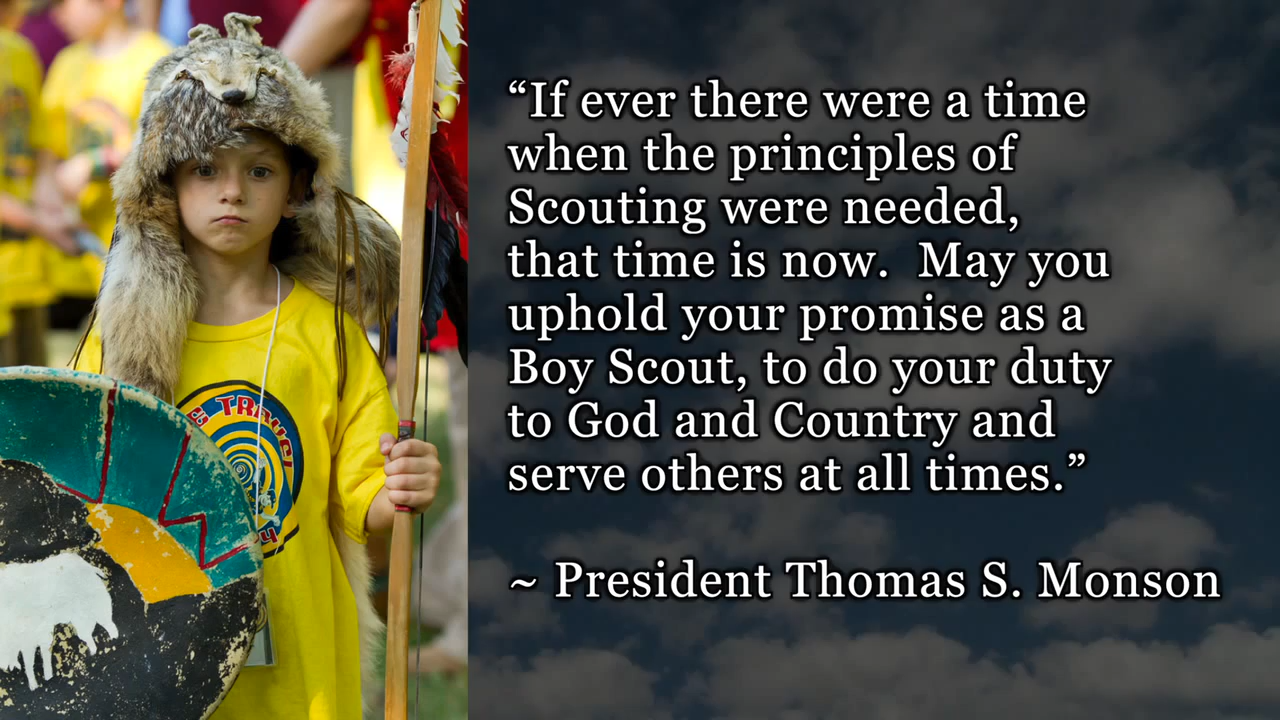 “If ever there were a time
when the principles of
Scouting were needed,
that time is now.  May you
uphold your promise as a
Boy Scout, to do your duty
to God and Country and
serve others at all times.”
~ President Thomas S. Monson